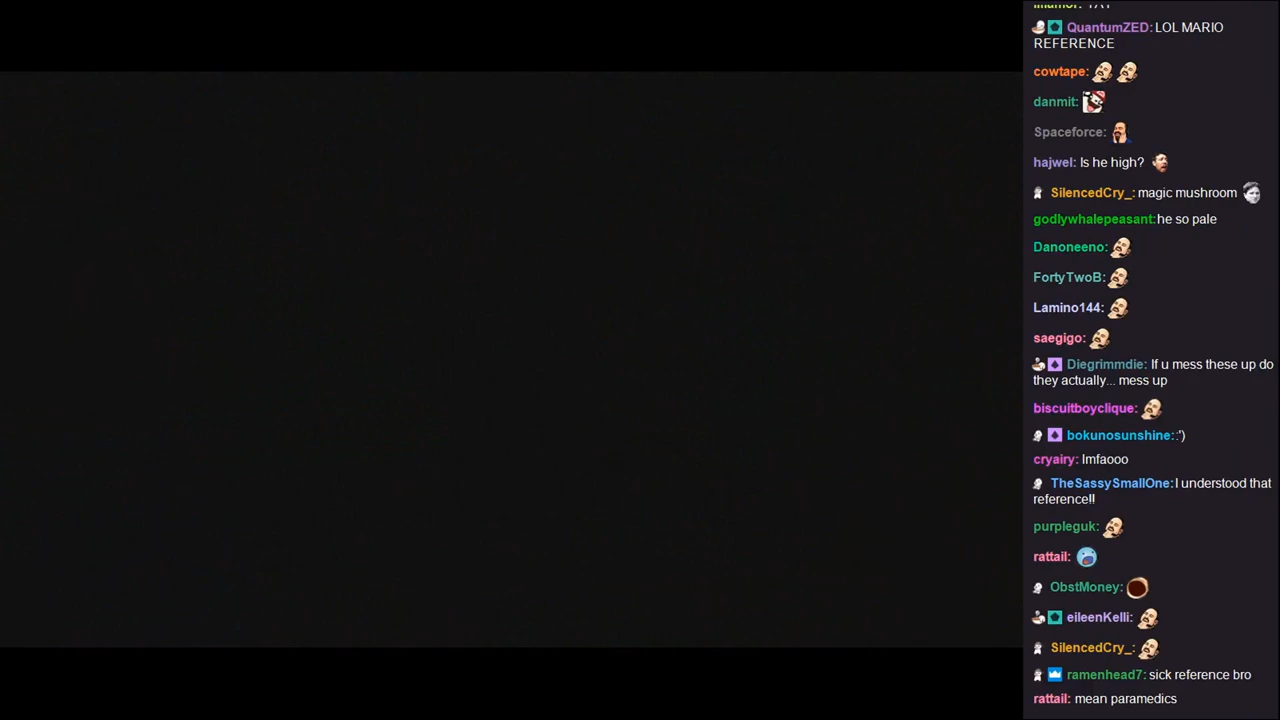 QuantumZED: LOL MARIO
REFERENCE
cowtape:
danmit:
Spaceforce:
hajwel: Is he high?
SilencedCry_: magic mushroom
godlywhalepeasant: he so pale
Danoneeno:
FortyTwoB:
Lamino144:
saegigo:
Diegrimmdie: If u mess these up do
they actually... mess up
biscuitboyclique:
bokunosunshine: :')
cryairy: lmfaooo
TheSassySmallOne: I understood that
reference!!
purpleguk:
rattail:
ObstMoney:
eileenKelli:
SilencedCry_:
ramenhead7: sick reference bro
rattail: mean paramedics